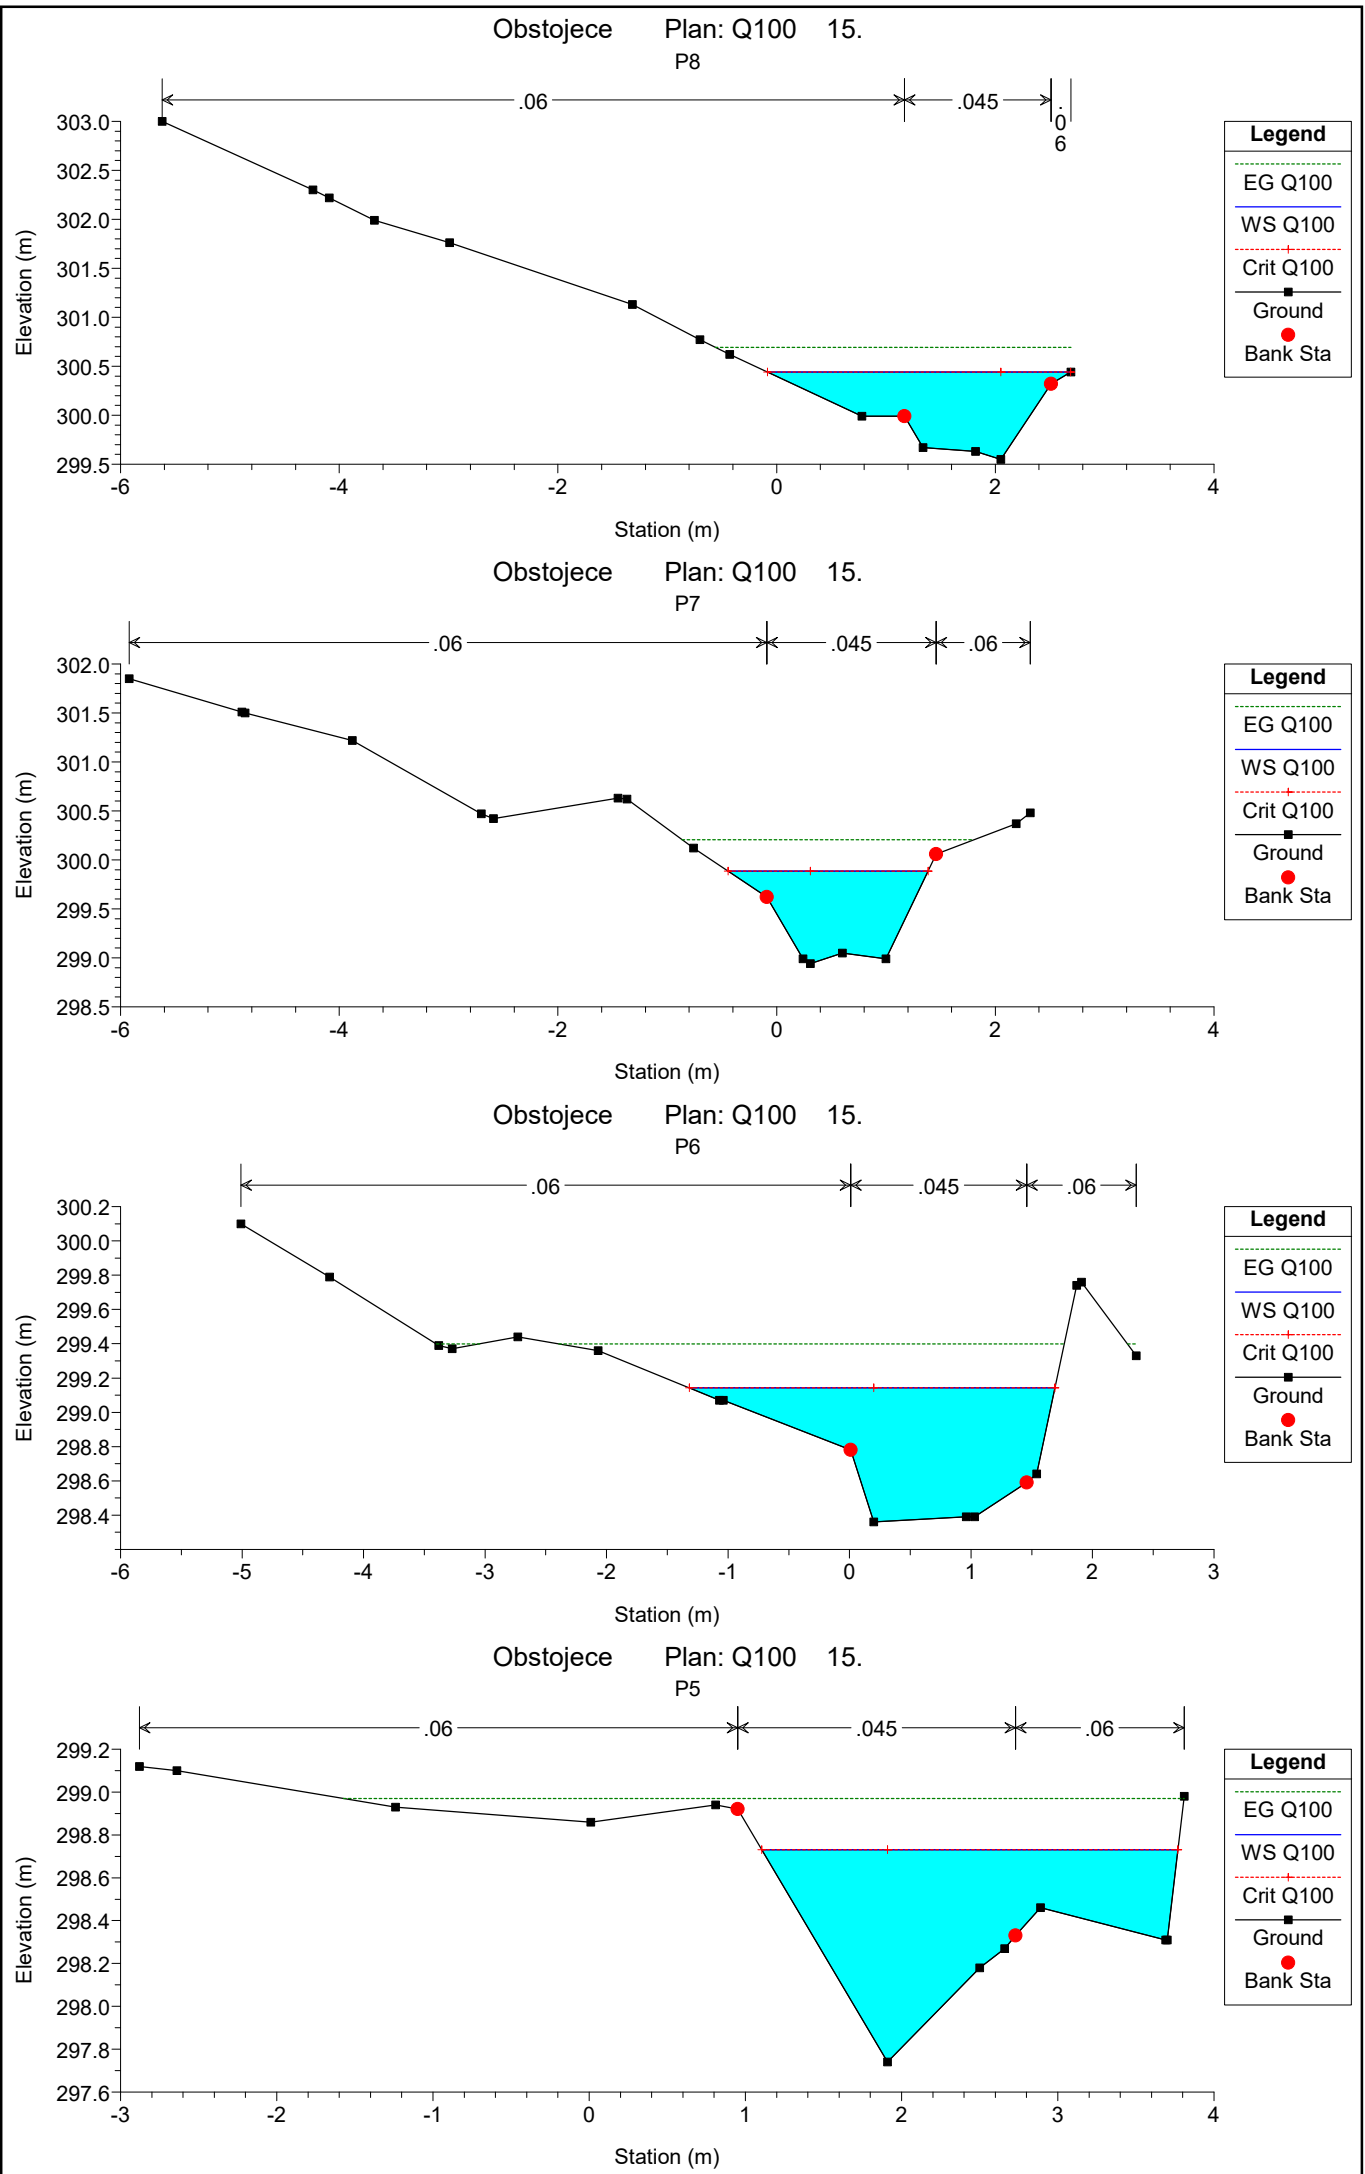 Obstojece Plan: Q100 15.
P8
.06 .045 .06
303.0
302.5
302.0
301.5
301.0
300.5
300.0
299.5
Elevation (m)
-6 -4 -2 0 2 4
Station (m)
Legend
EG Q100
WS Q100
Crit Q100
Ground
Bank Sta
Obstojece Plan: Q100 15.
P7
.06 .045 .06
302.0
301.5
301.0
300.5
300.0
299.5
299.0
298.5
Elevation (m)
-6 -4 -2 0 2 4
Station (m)
Legend
EG Q100
WS Q100
Crit Q100
Ground
Bank Sta
Obstojece Plan: Q100 15.
P6
.06 .045 .06
300.2
300.0
299.8
299.6
299.4
299.2
299.0
298.8
298.6
298.4
Elevation (m)
-6 -5 -4 -3 -2 -1 0 1 2 3
Station (m)
Legend
EG Q100
WS Q100
Crit Q100
Ground
Bank Sta
Obstojece Plan: Q100 15.
P5
.06 .045 .06
299.2
299.0
298.8
298.6
298.4
298.2
298.0
297.8
297.6
Elevation (m)
-3 -2 -1 0 1 2 3 4
Station (m)
Legend
EG Q100
WS Q100
Crit Q100
Ground
Bank Sta